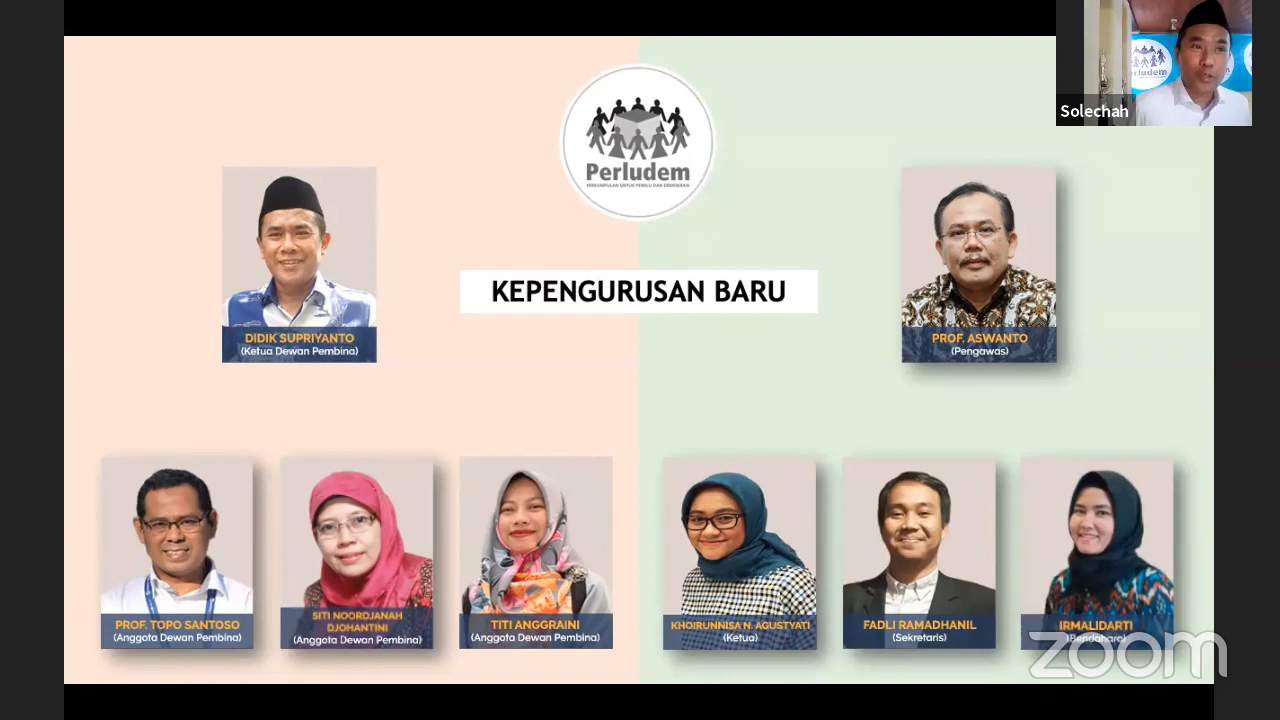 Perludem
PERKUMPULAN UNTUK PEMILU DAN DEMOKRASI
Perludem
Solechah
KEPENGURUSAN BARU
DIDIK SUPRIYANTO
(Ketua Dewan Pembina)
PROF. ASWANTO
(Pengawas)
PROF. TOPO SANTOSO
(Anggota Dewan Pembina)
SITI NOORDJANAH
DJOHANTINI
(Anggota Dewan Pembina)
TITI ANGGRAINI
(Anggota Dewan Pembina)
KHOIRUNNISA N. AGUSTYATI
(Ketua)
FADLI RAMADHANIL
(Sekretaris)
IRMALIDARTI
(Bendahara)
zoom